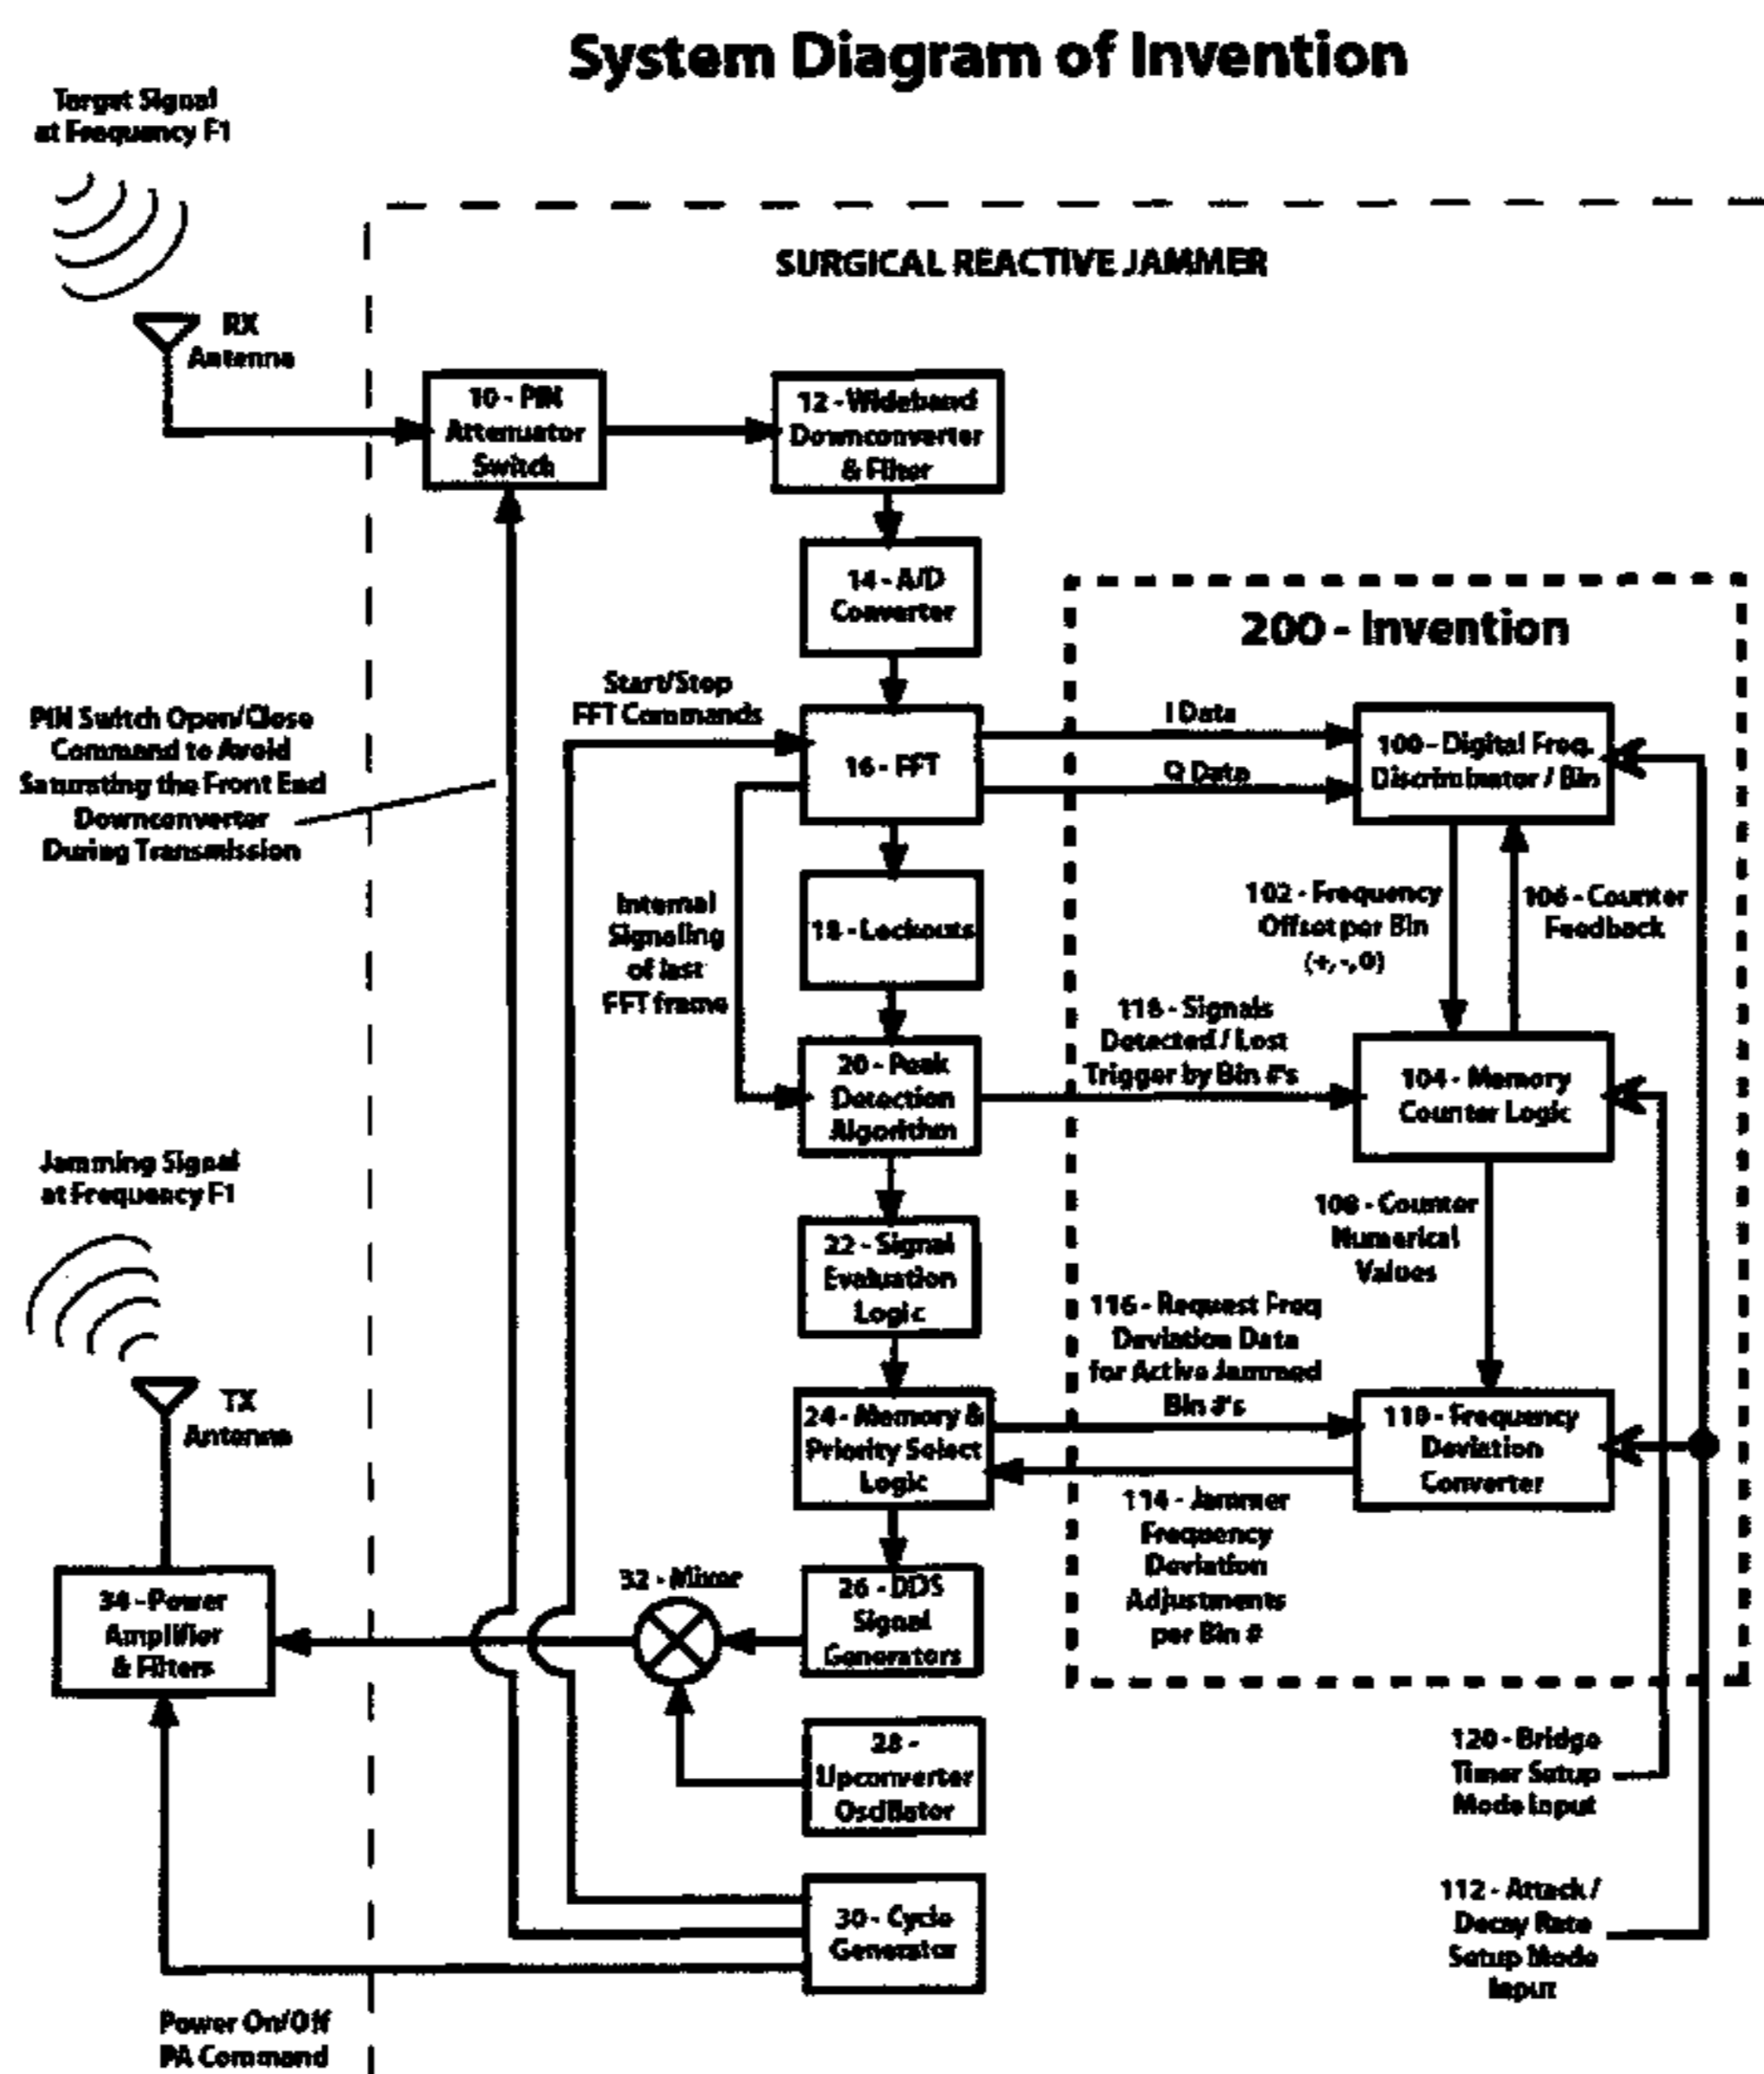 System Diagram of Invention
Target Signal
at Frequency F1
SURGICAL REACTIVE JAMMER
RX
Antenna
10 - PIN
Attenuator
Switch
12 - Wideband
Downconverter
& Filter
14 - A/D
Converter
200 - Invention
Start/Stop
FFT Commands
PIN Switch Open/Close
Command to Avoid
Saturating the Front End
Downconverter
During Transmission
16 - FFT
I Data
Q Data
100 - Digital Freq.
Discriminator / Bin
Internal
Signaling
of last
FFT frame
18 - Lockouts
102 - Frequency
Offset per Bin
(+, -, 0)
106 - Counter
Feedback
118 - Signals
Detected / Lost
Trigger by Bin #'s
20 - Peak
Detection
Algorithm
104 - Memory
Counter Logic
Jamming Signal
at Frequency F1
22 - Signal
Evaluation
Logic
108 - Counter
Numerical
Values
116 - Request Freq
Deviation Data
for Active Jammed
Bin #'s
TX
Antenna
24 - Memory &
Priority Select
Logic
110 - Frequency
Deviation
Converter
114 - Jammer
Frequency
Deviation
Adjustments
per Bin #
34 - Power
Amplifier
& Filters
32 - Mixer
26 - DDS
Signal
Generators
28 -
Upconverter
Oscillator
120 - Bridge
Timer Setup
Mode Input
30 - Cycle
Generator
112 - Attack /
Decay Rate
Setup Mode
Input
Power On/Off
PA Command